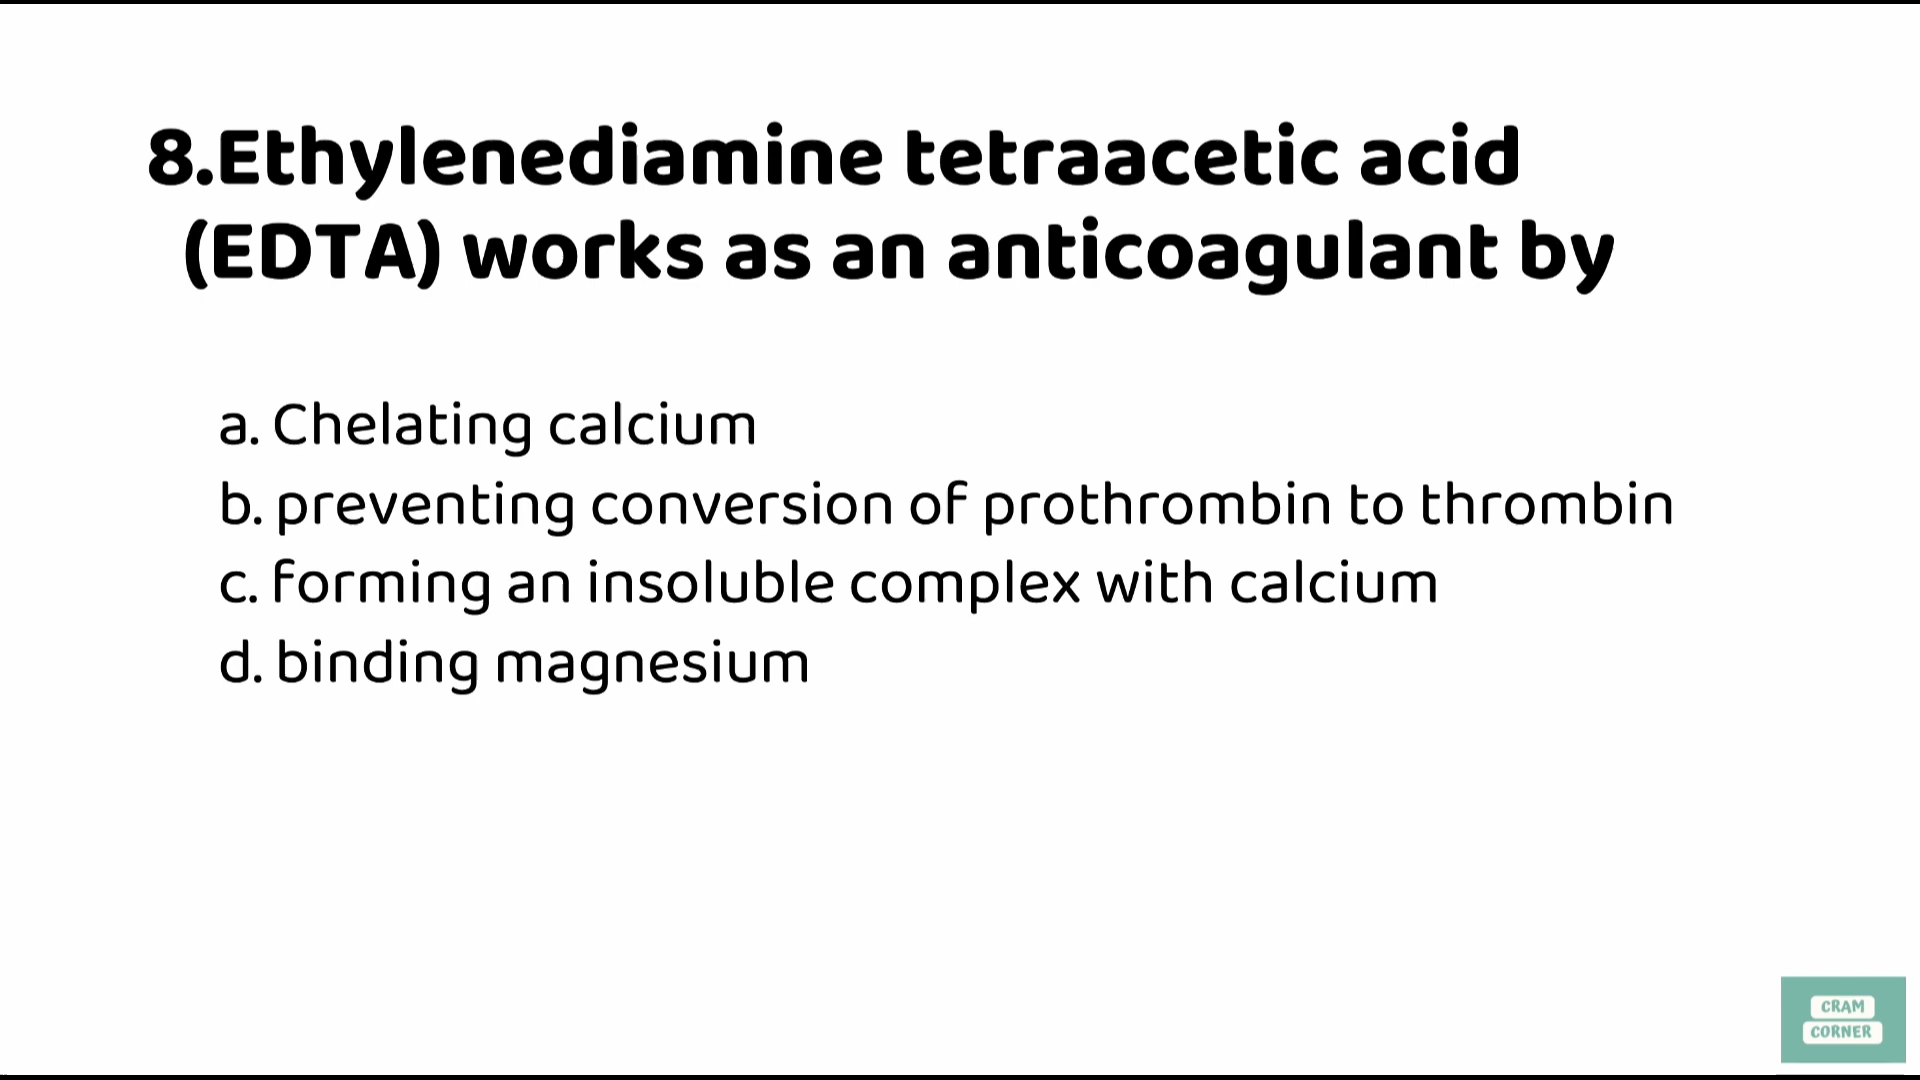 8.Ethylenediamine tetraacetic acid
(EDTA) works as an anticoagulant by
a. Chelating calcium
b. preventing conversion of prothrombin to thrombin
c. forming an insoluble complex with calcium
d. binding magnesium
CRAM
CORNER